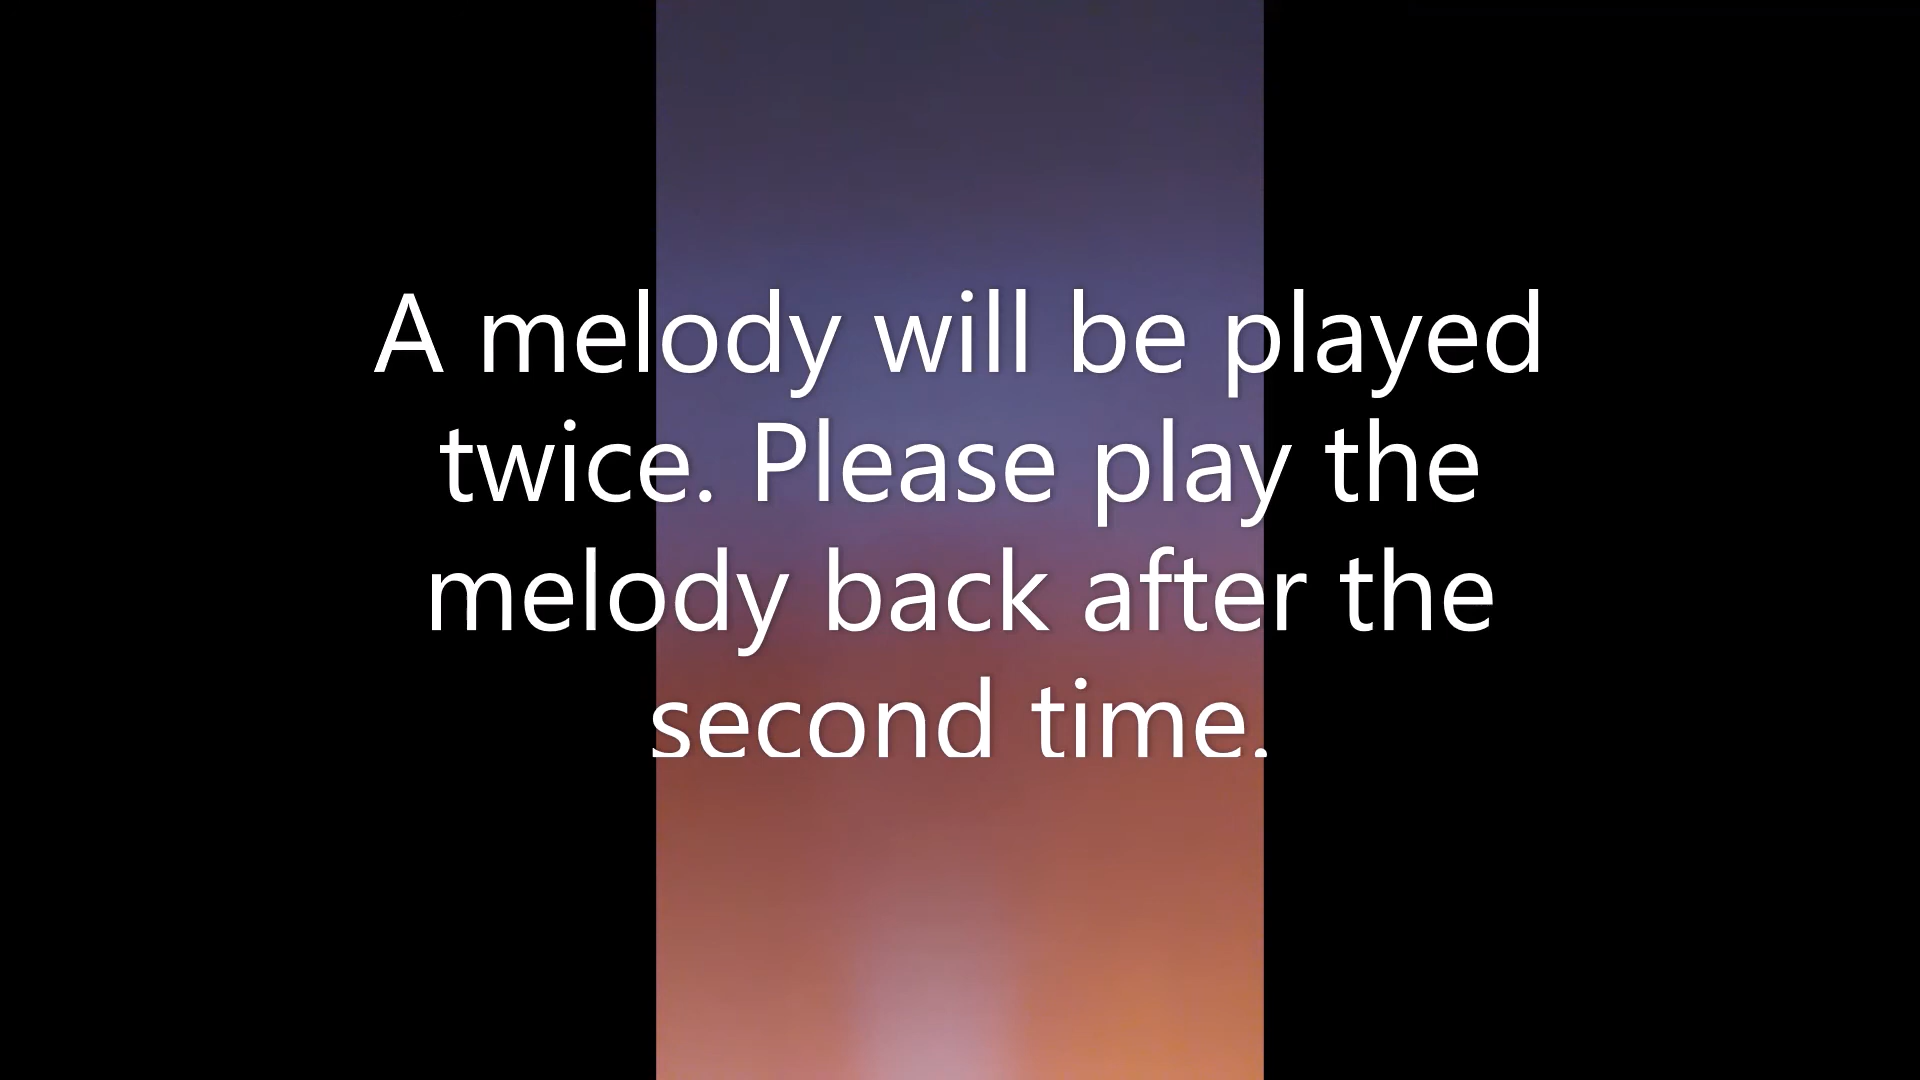 A melody will be played
twice. Please play the
melody back after the
second time.